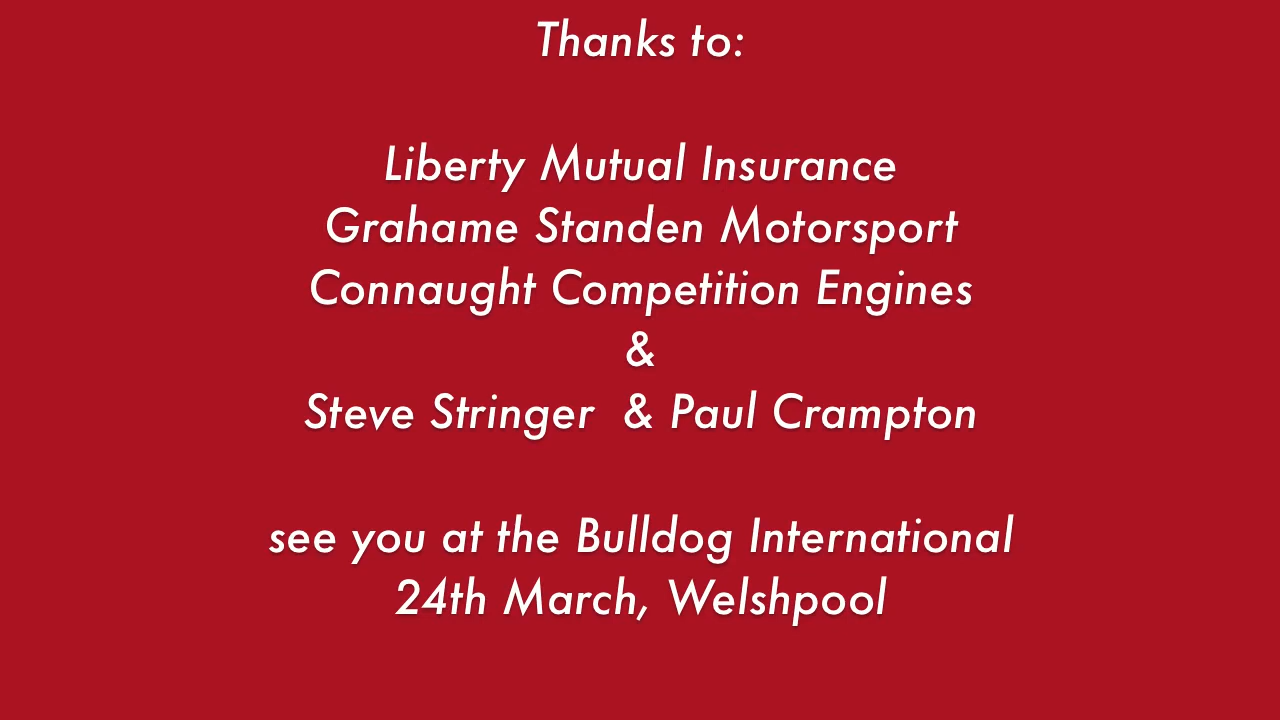 Thanks to:
Liberty Mutual Insurance
Grahame Standen Motorsport
Connaught Competition Engines
&
Steve Stringer  & Paul Crampton
see you at the Bulldog International
24th March, Welshpool